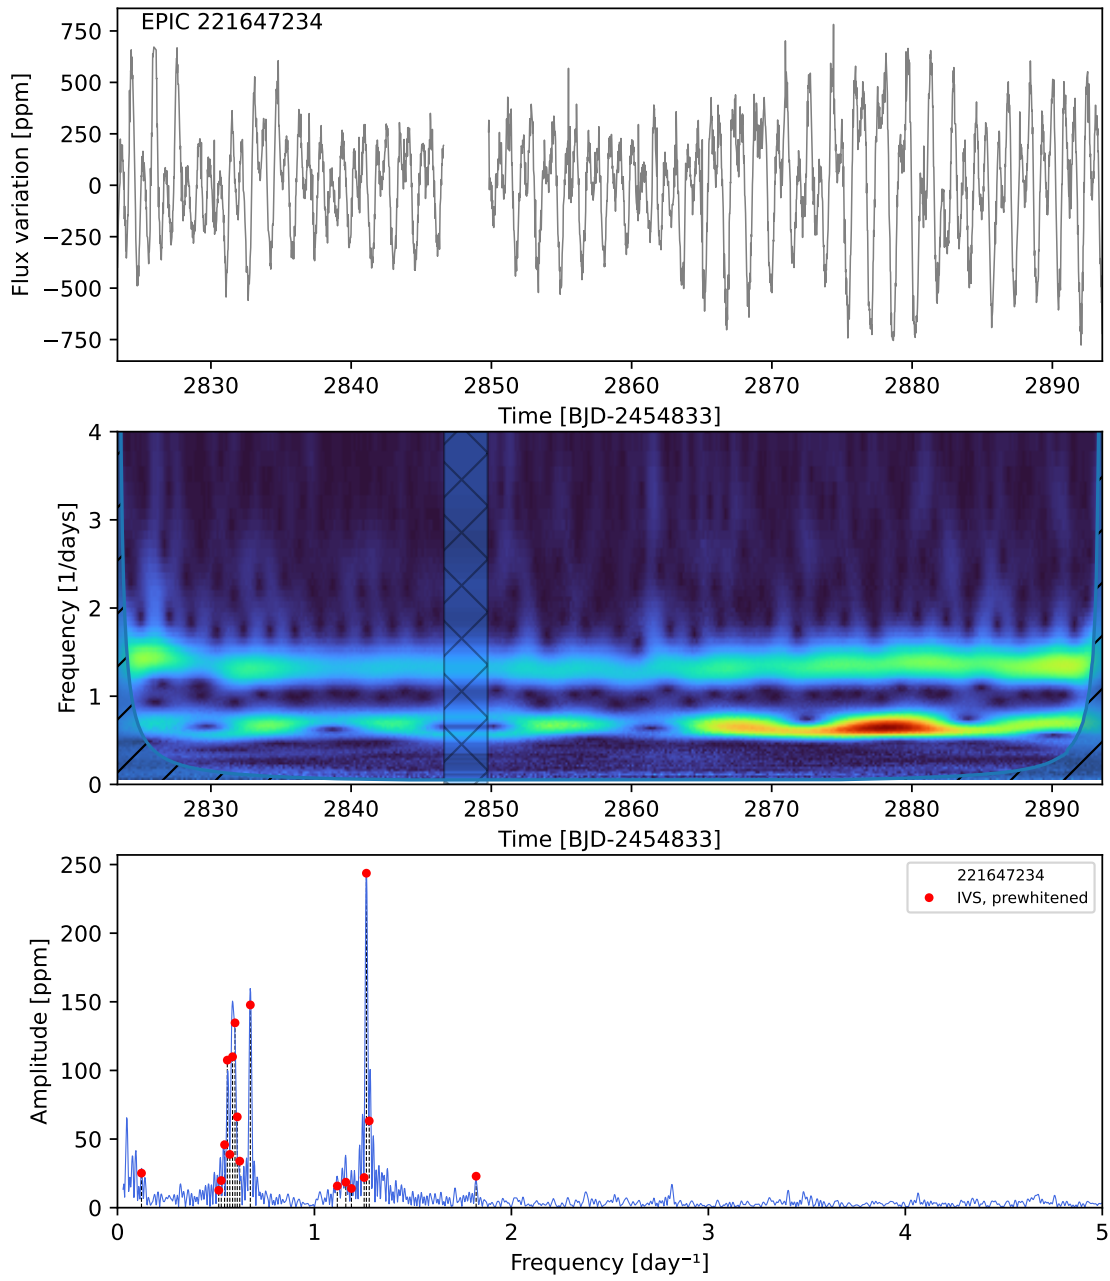 EPIC 221647234
Flux variation [ppm]
750
500
250
0
−250
−500
−750
2830 2840 2850 2860 2870 2880 2890
Time [BJD-2454833]
Frequency [1/days]
4
3
2
1
0
2830 2840 2850 2860 2870 2880 2890
Time [BJD-2454833]
Amplitude [ppm]
250
200
150
100
50
0
221647234
IVS, prewhitened
0 1 2 3 4 5
Frequency [day⁻¹]